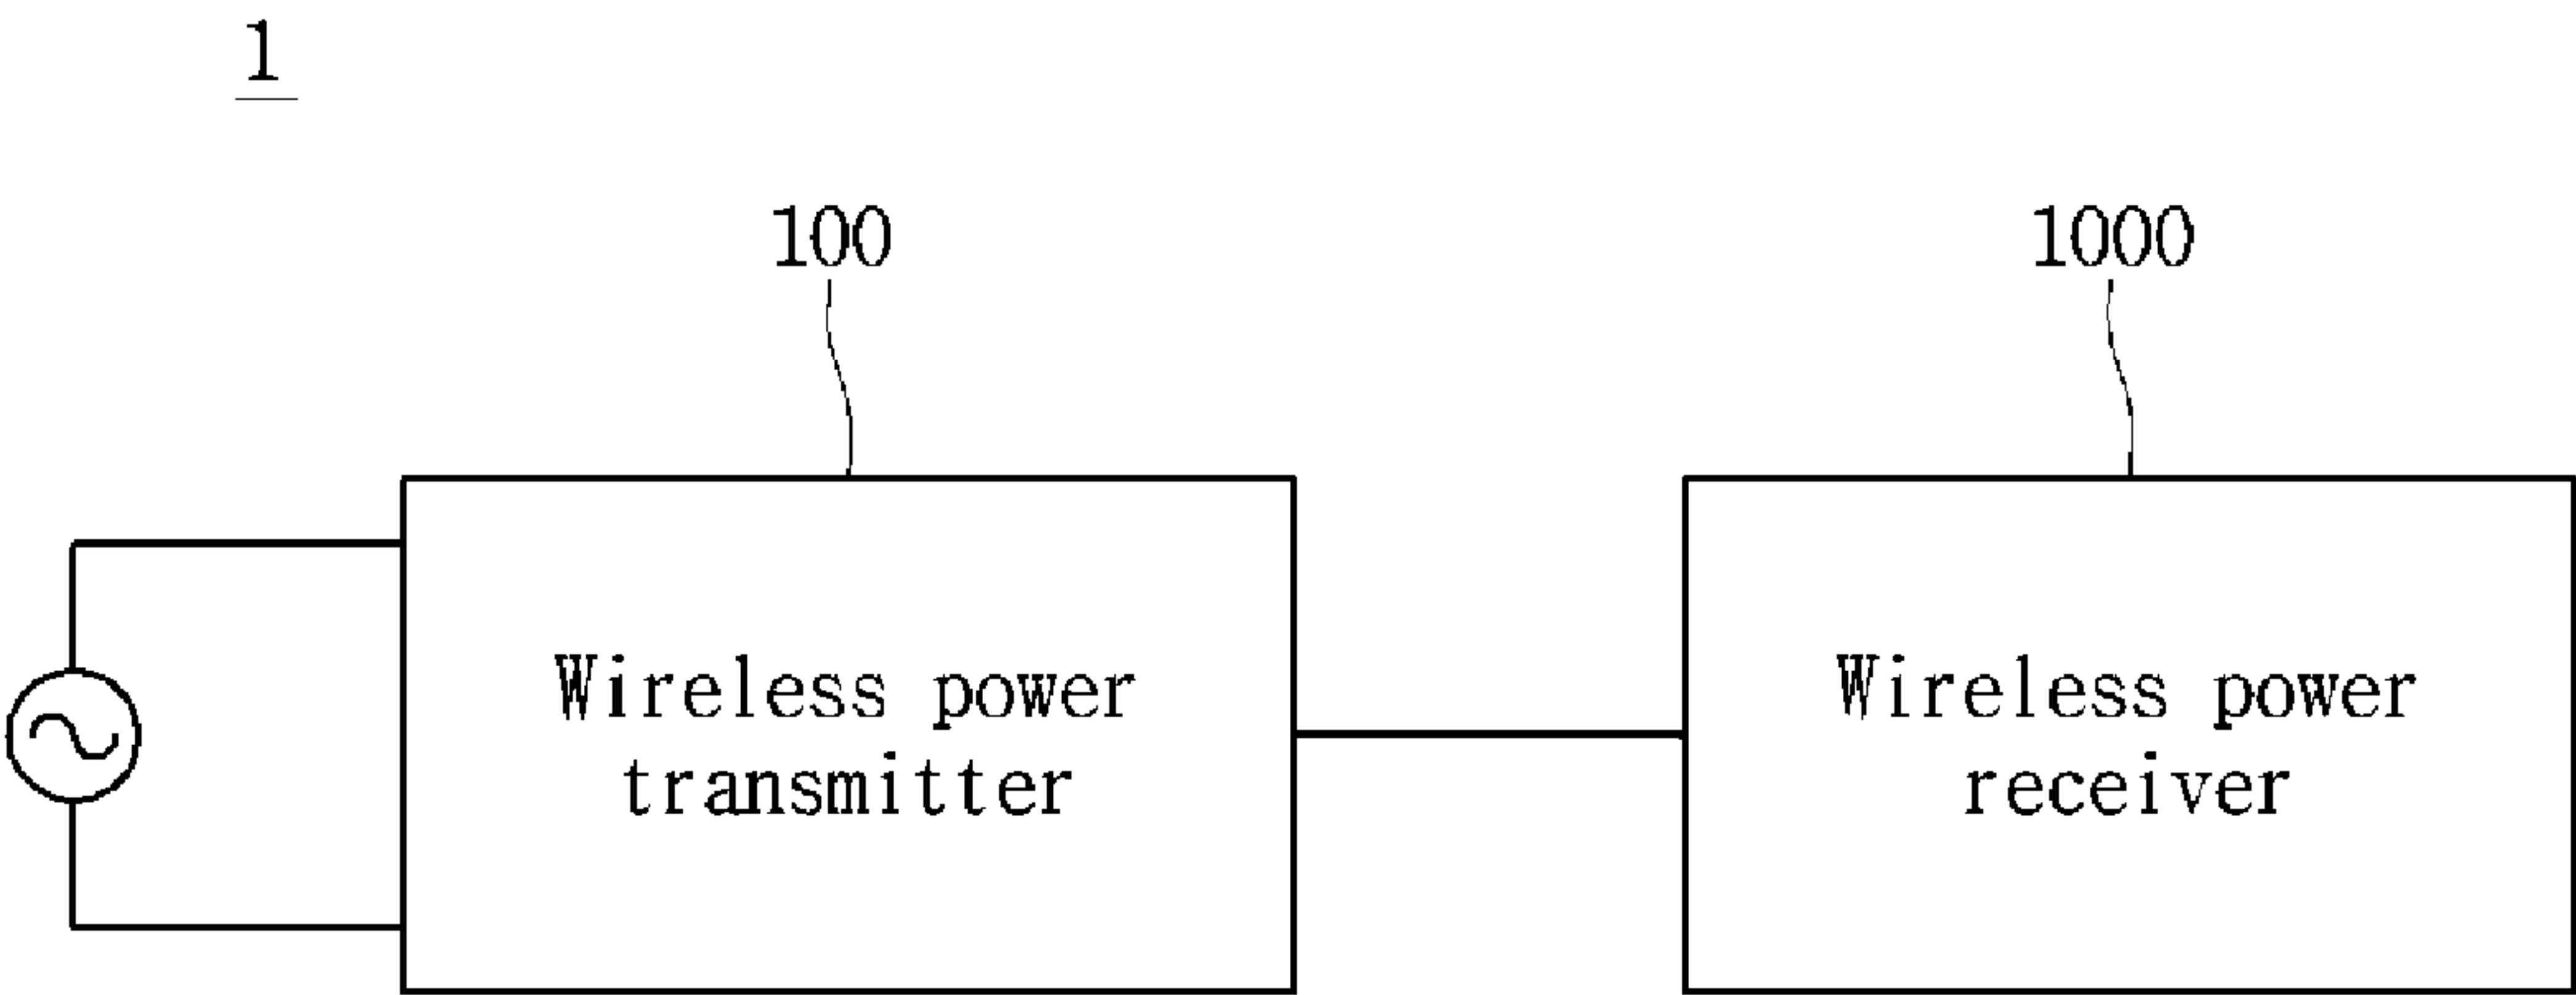 1
100
1000
Wireless power
transmitter
Wireless power
receiver